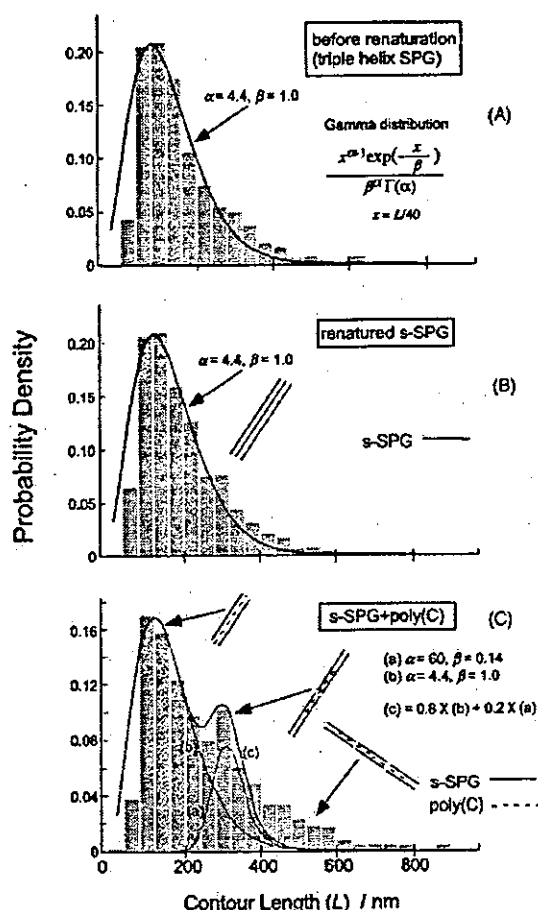 before renaturation
(triple helix SPG)
(A)
0.20
0.15
0.10
0.05
0
α = 4.4, β = 1.0
Gamma distribution
x = L/40
renatured s-SPG
(B)
0.20
0.15
0.10
0.05
0
α = 4.4, β = 1.0
s-SPG
Probability Density
s-SPG+poly(C)
(C)
0.16
0.12
0.08
0.04
0
(a) α = 60, β = 0.14
(b) α = 4.4, β = 1.0
(c) = 0.8 X (b) + 0.2 X (a)
(b)
(c)
(a)
s-SPG
poly(C)
0
200
400
600
800
Contour Length (L) / nm